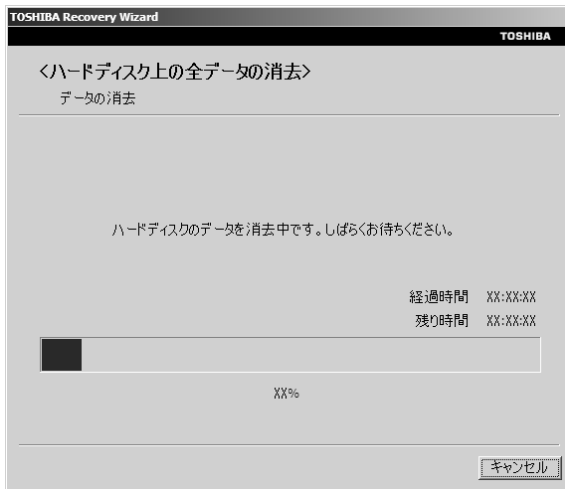 TOSHIBA Recovery Wizard
TOSHIBA
<ハードディスク上の全データの消去>
データの消去
ハードディスクのデータを消去中です。しばらくお待ちください。
経過時間 XX:XX:XX
残り時間 XX:XX:XX
XX%
キャンセル